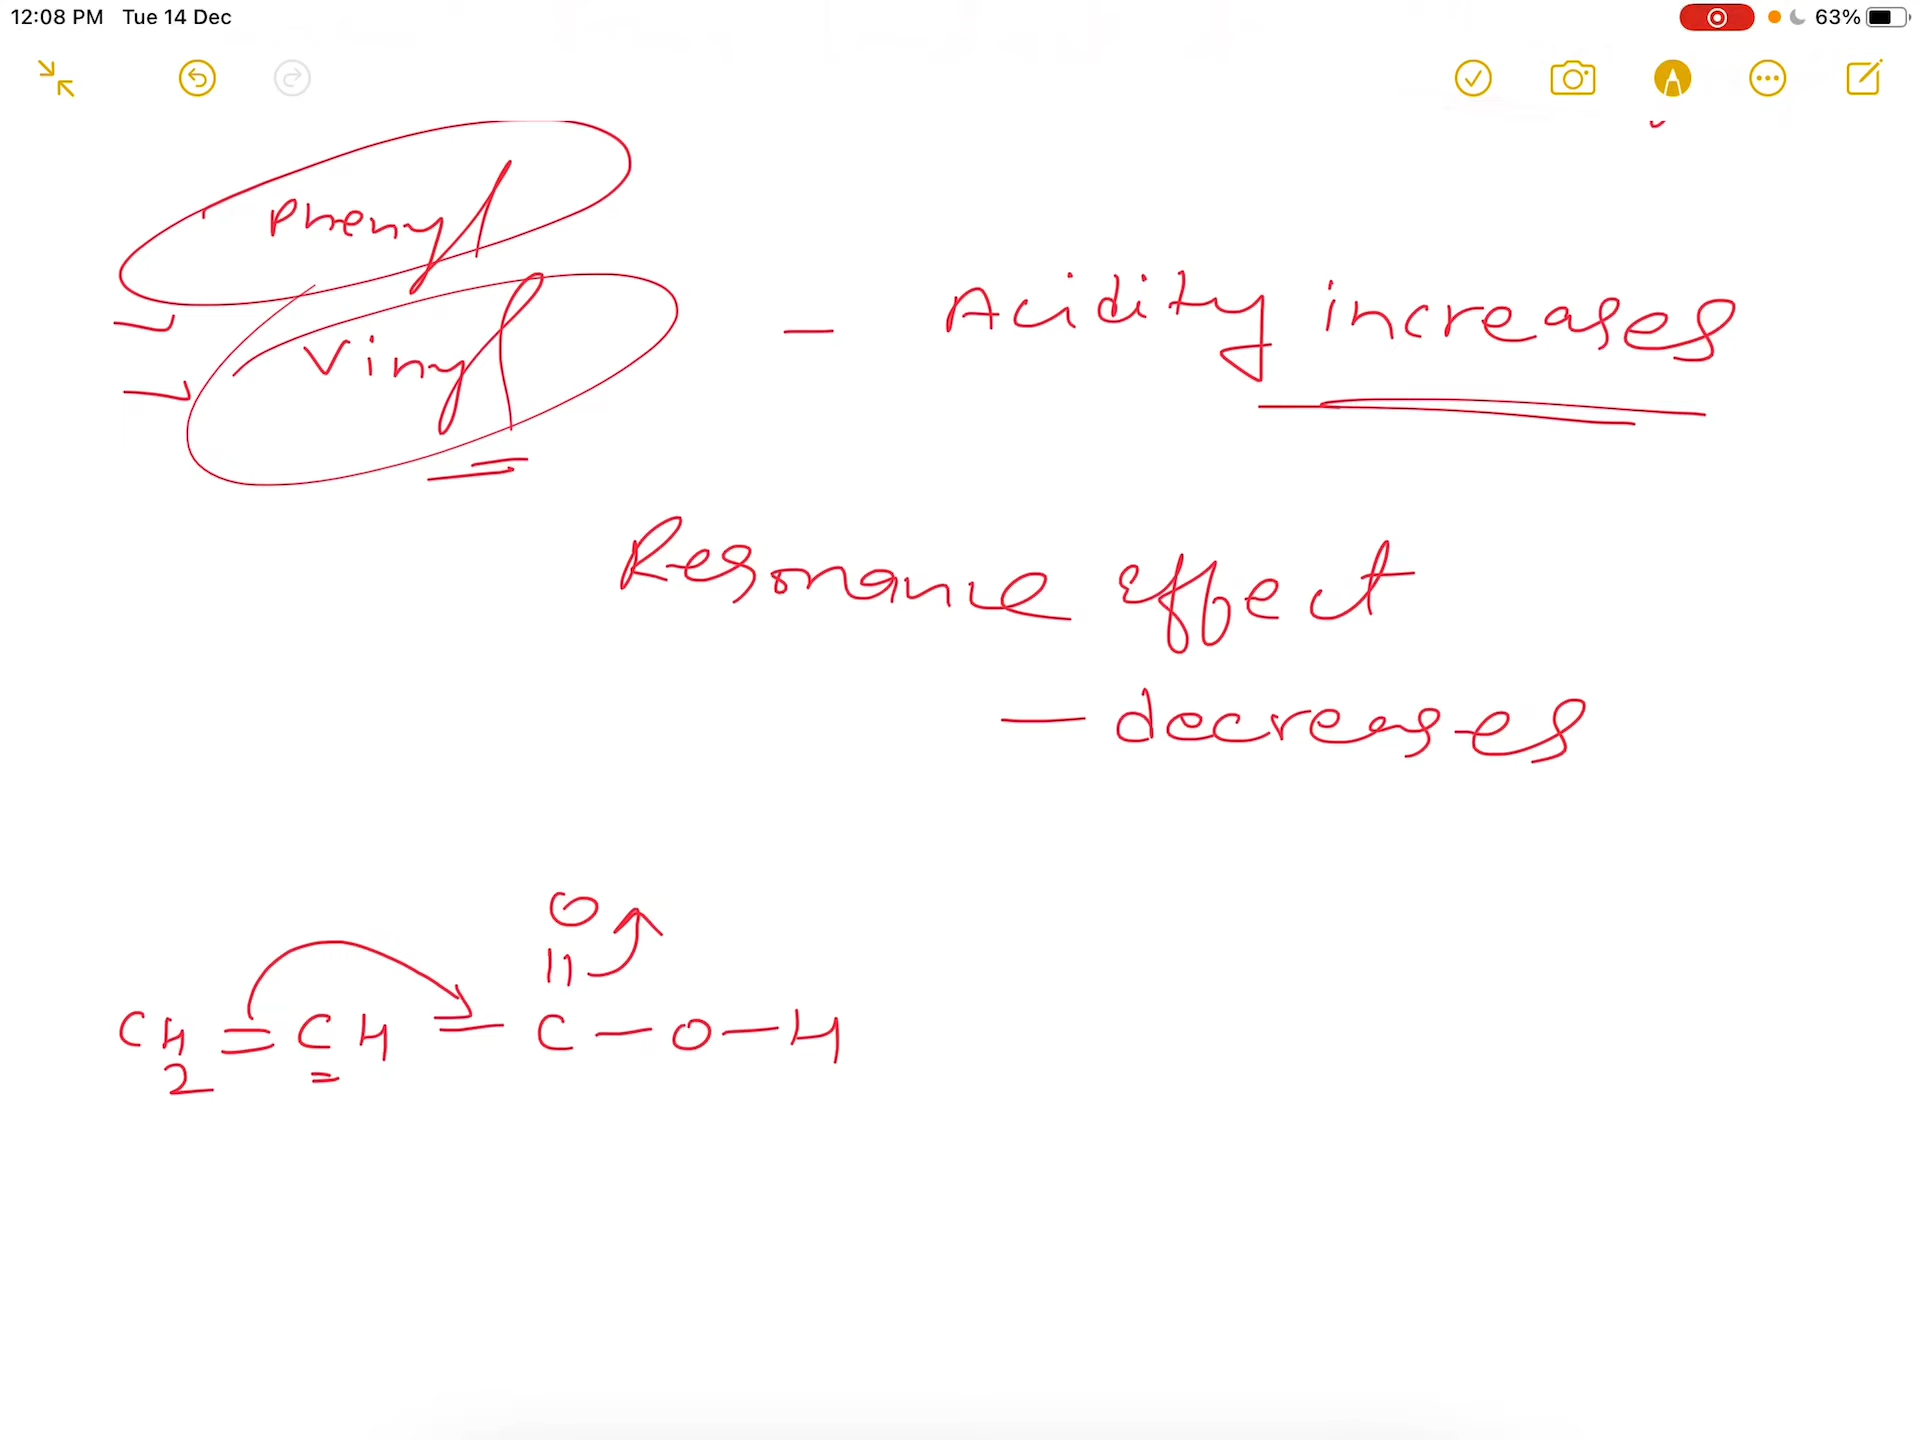 12:08 PM Tue 14 Dec 63%
Phenyl
Vinyl - Acidity increases
Resonance effect
- decreases
O
||
CH2 = CH - C - O - H